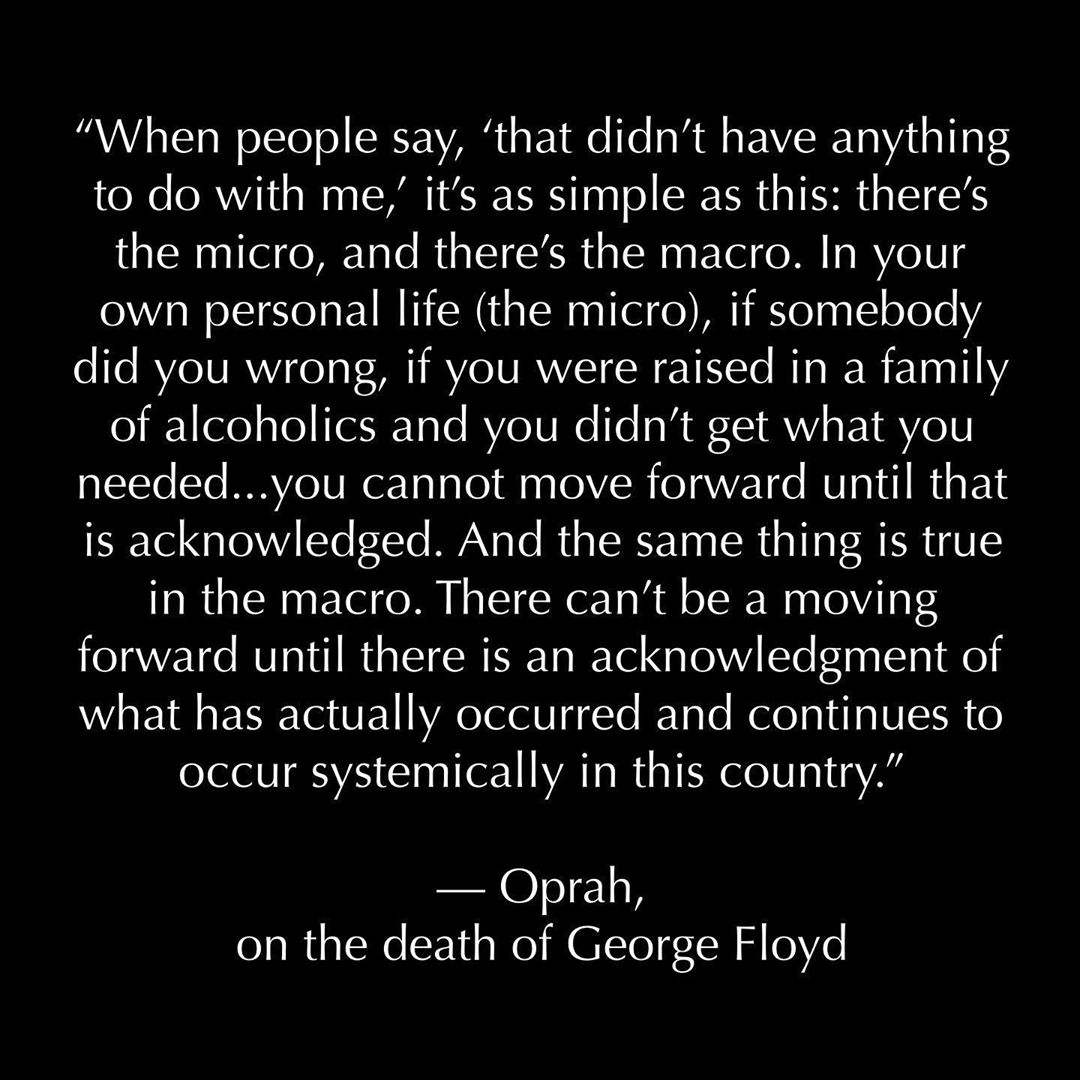 “When people say, ‘that didn’t have anything
to do with me,’ it’s as simple as this: there’s
the micro, and there’s the macro. In your
own personal life (the micro), if somebody
did you wrong, if you were raised in a family
of alcoholics and you didn’t get what you
needed...you cannot move forward until that
is acknowledged. And the same thing is true
in the macro. There can’t be a moving
forward until there is an acknowledgment of
what has actually occurred and continues to
occur systemically in this country.”
— Oprah,
on the death of George Floyd